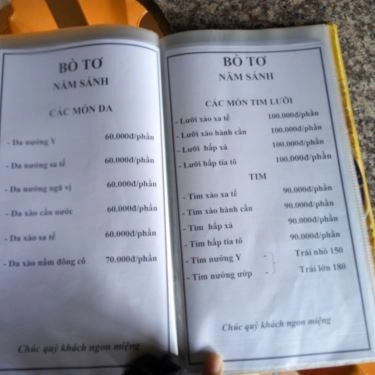 BÒ TƠ
NĂM SÁNH
CÁC MÓN DA
- Da nướng Y 60.000đ/phần
- Da nướng sa tế 60.000đ/phần
- Da nướng ngũ vị 60.000đ/phần
- Da xào cần nước 60.000đ/phần
- Da xào sa tế 60.000đ/phần
- Da xào nấm đông cô 70.000đ/phần
Chúc quý khách ngon miệng
BÒ TƠ
NĂM SÁNH
CÁC MÓN TIM LƯỠI
- Lưỡi xào sa tế 100.000đ/phần
- Lưỡi xào hành cần 100.000đ/phần
- Lưỡi hấp xả 100.000đ/phần
- Lưỡi hấp tía tô 100.000đ/phần
TIM
- Tim xào sa tế 90.000đ/phần
- Tim xào hành cần 90.000đ/phần
- Tim hấp xả 90.000đ/phần
- Tim hấp tía tô 90.000đ/phần
- Tim nướng Y - Trái nhỏ 150
- Tim nướng ướp - Trái lớn 180
Chúc quý khách ngon miệng